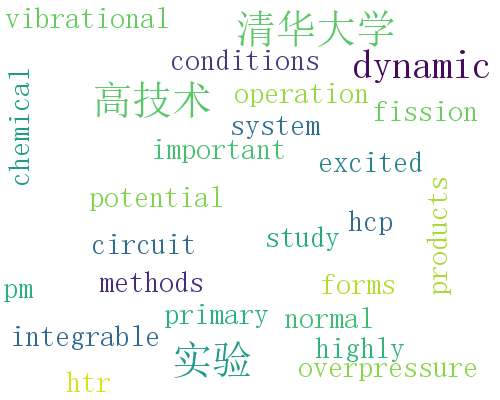 vibrational
清华大学
conditions
dynamic
chemical
高技术
operation
fission
system
important
excited
potential
products
hcp
circuit
study
pm
methods
forms
primary
normal
integrable
实验
highly
overpressure
htr